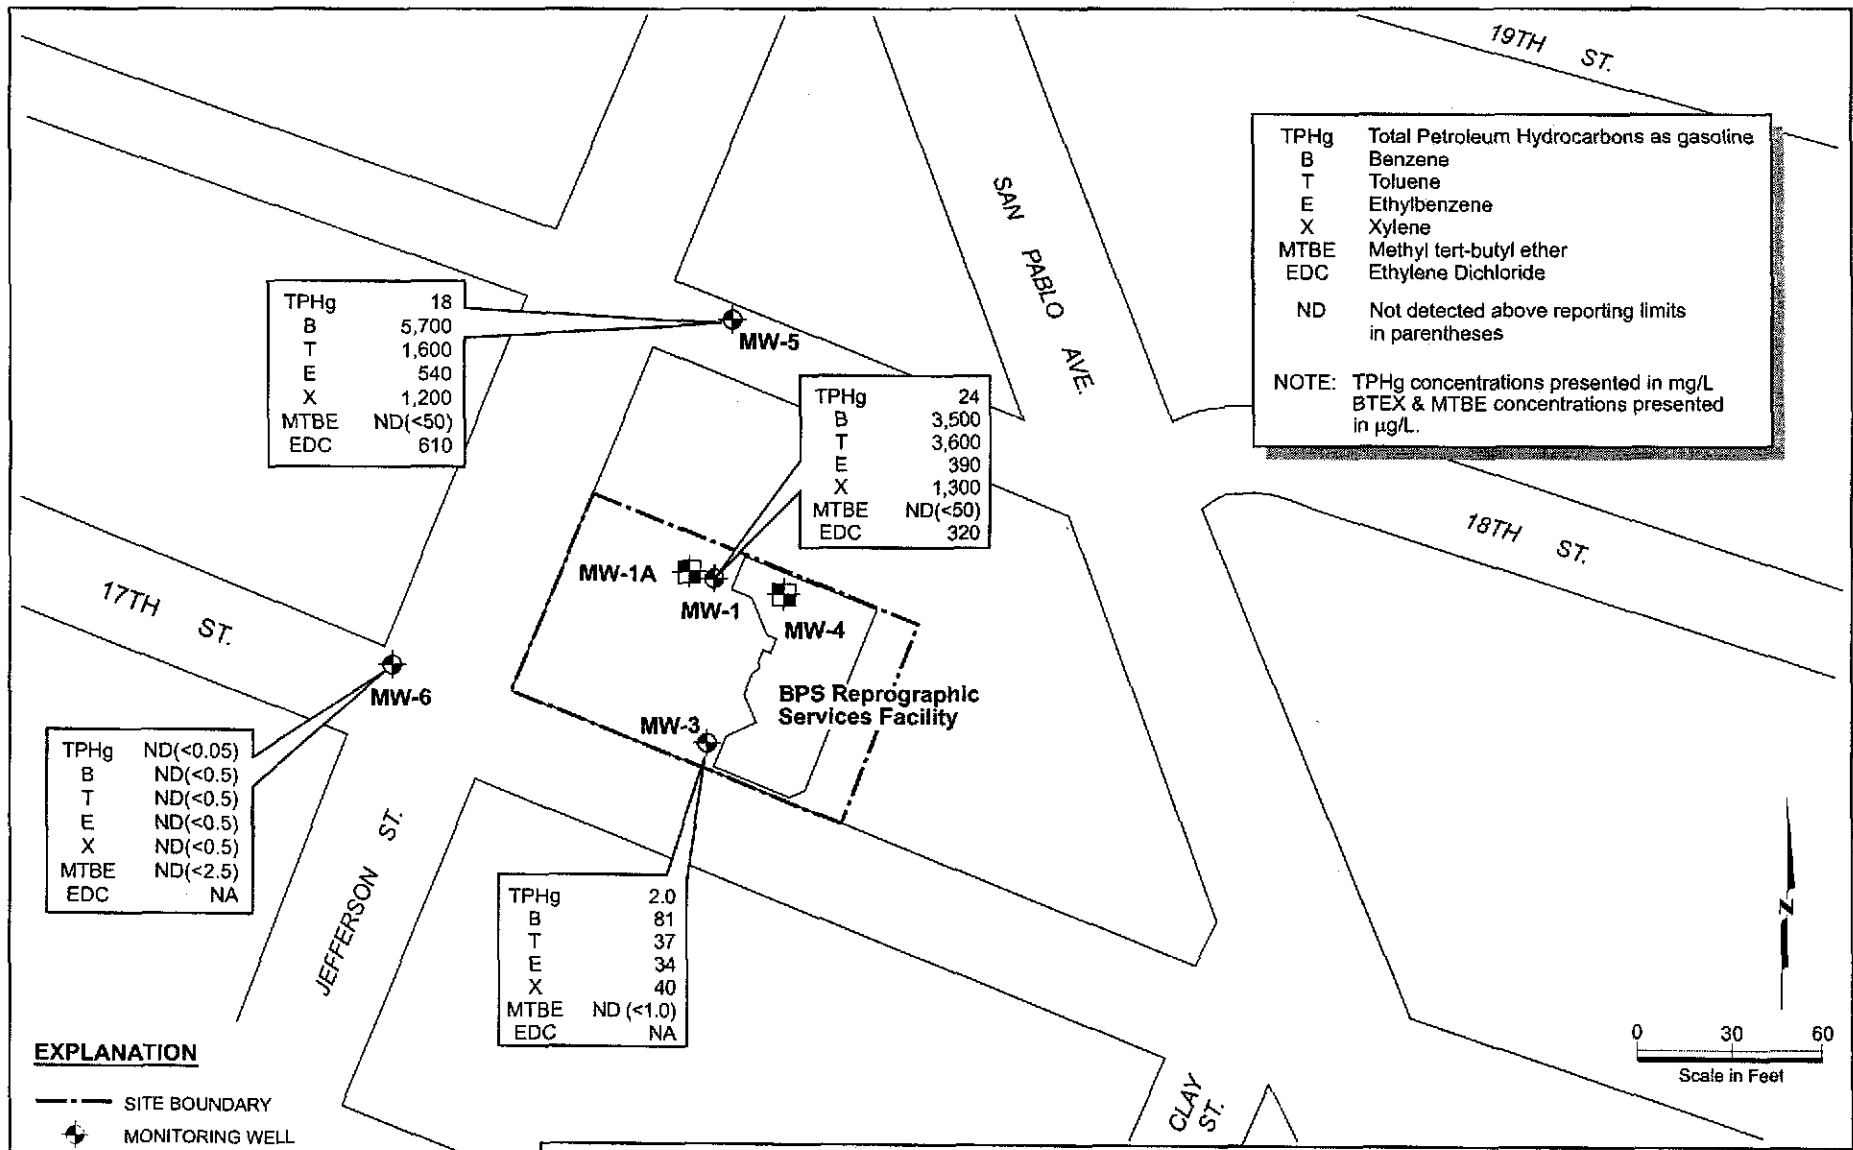 19TH ST.
TPHg Total Petroleum Hydrocarbons as gasoline
B Benzene
T Toluene
E Ethylbenzene
X Xylene
MTBE Methyl tert-butyl ether
EDC Ethylene Dichloride
ND Not detected above reporting limits
in parentheses
NOTE: TPHg concentrations presented in mg/L
BTEX & MTBE concentrations presented
in µg/L.
SAN PABLO AVE.
TPHg 18
B 5,700
T 1,600
E 540
X 1,200
MTBE ND(<50)
EDC 610
MW-5
TPHg 24
B 3,500
T 3,600
E 390
X 1,300
MTBE ND(<50)
EDC 320
18TH ST.
17TH ST.
MW-1A
MW-1
MW-4
MW-6
BPS Reprographic
Services Facility
MW-3
TPHg ND(<0.05)
B ND(<0.5)
T ND(<0.5)
E ND(<0.5)
X ND(<0.5)
MTBE ND(<2.5)
EDC NA
JEFFERSON ST.
TPHg 2.0
B 81
T 37
E 34
X 40
MTBE ND (<1.0)
EDC NA
N
0 30 60
Scale in Feet
CLAY
ST.
EXPLANATION
SITE BOUNDARY
MONITORING WELL